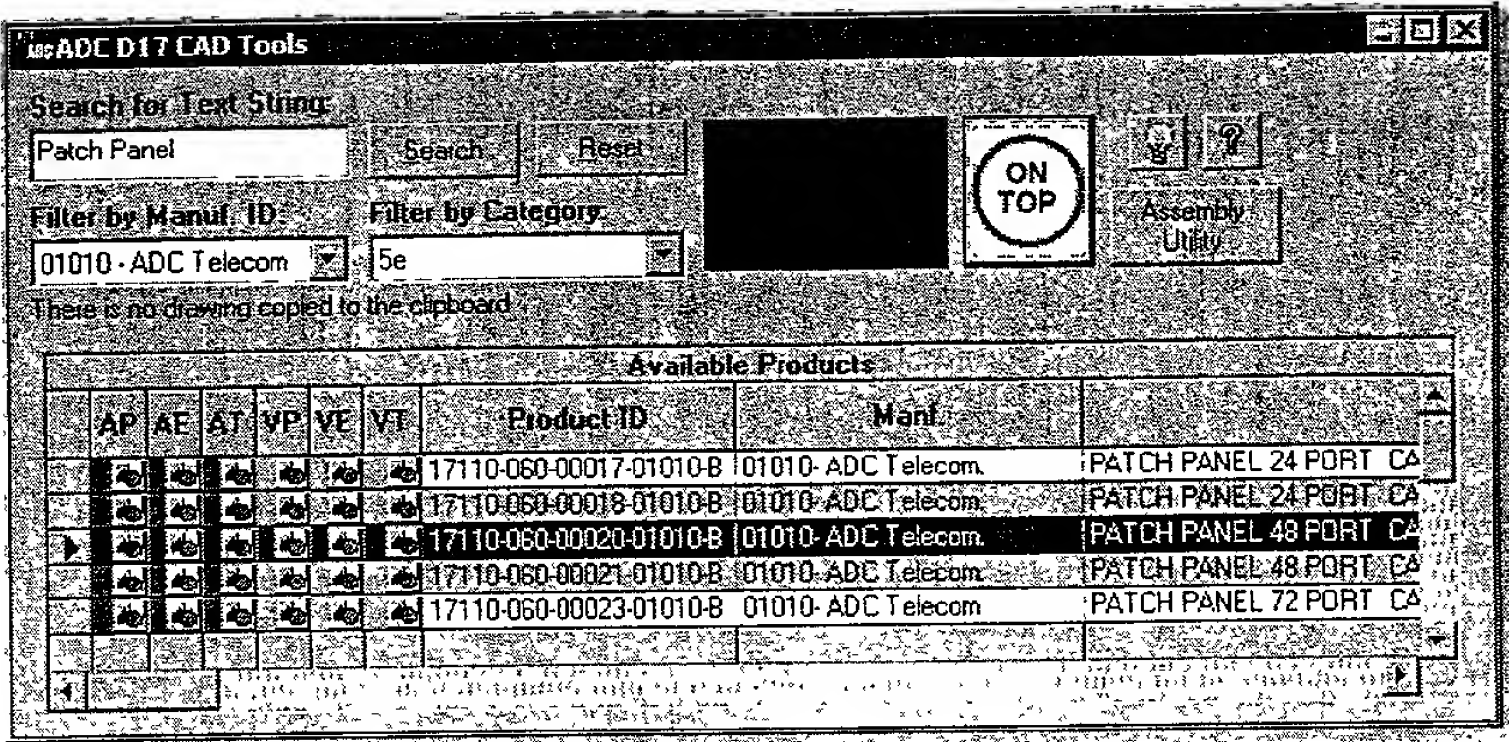 ABC ADC D17 CAD Tools
Search for Text String:
Patch Panel
Search
Reset
ON
TOP
?
Filter by Manuf. ID:
Filter by Category:
Assembly
Utility
01010 - ADC Telecom
5e
There is no drawing copied to the clipboard
Available Products
AP AE AT VP VE VT Product ID Manf.
17110-060-00017-01010-B 01010- ADC Telecom. PATCH PANEL 24 PORT CA
17110-060-00018-01010-B 01010- ADC Telecom. PATCH PANEL 24 PORT CA
17110-060-00020-01010-B 01010- ADC Telecom. PATCH PANEL 48 PORT CA
17110-060-00021-01010-B 01010- ADC Telecom. PATCH PANEL 48 PORT CA
17110-060-00023-01010-B 01010- ADC Telecom PATCH PANEL 72 PORT CA